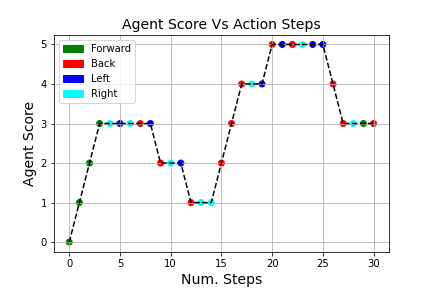 Agent Score Vs Action Steps
Forward
Back
Left
Right
5
4
3
2
1
0
Agent Score
0 5 10 15 20 25 30
Num. Steps